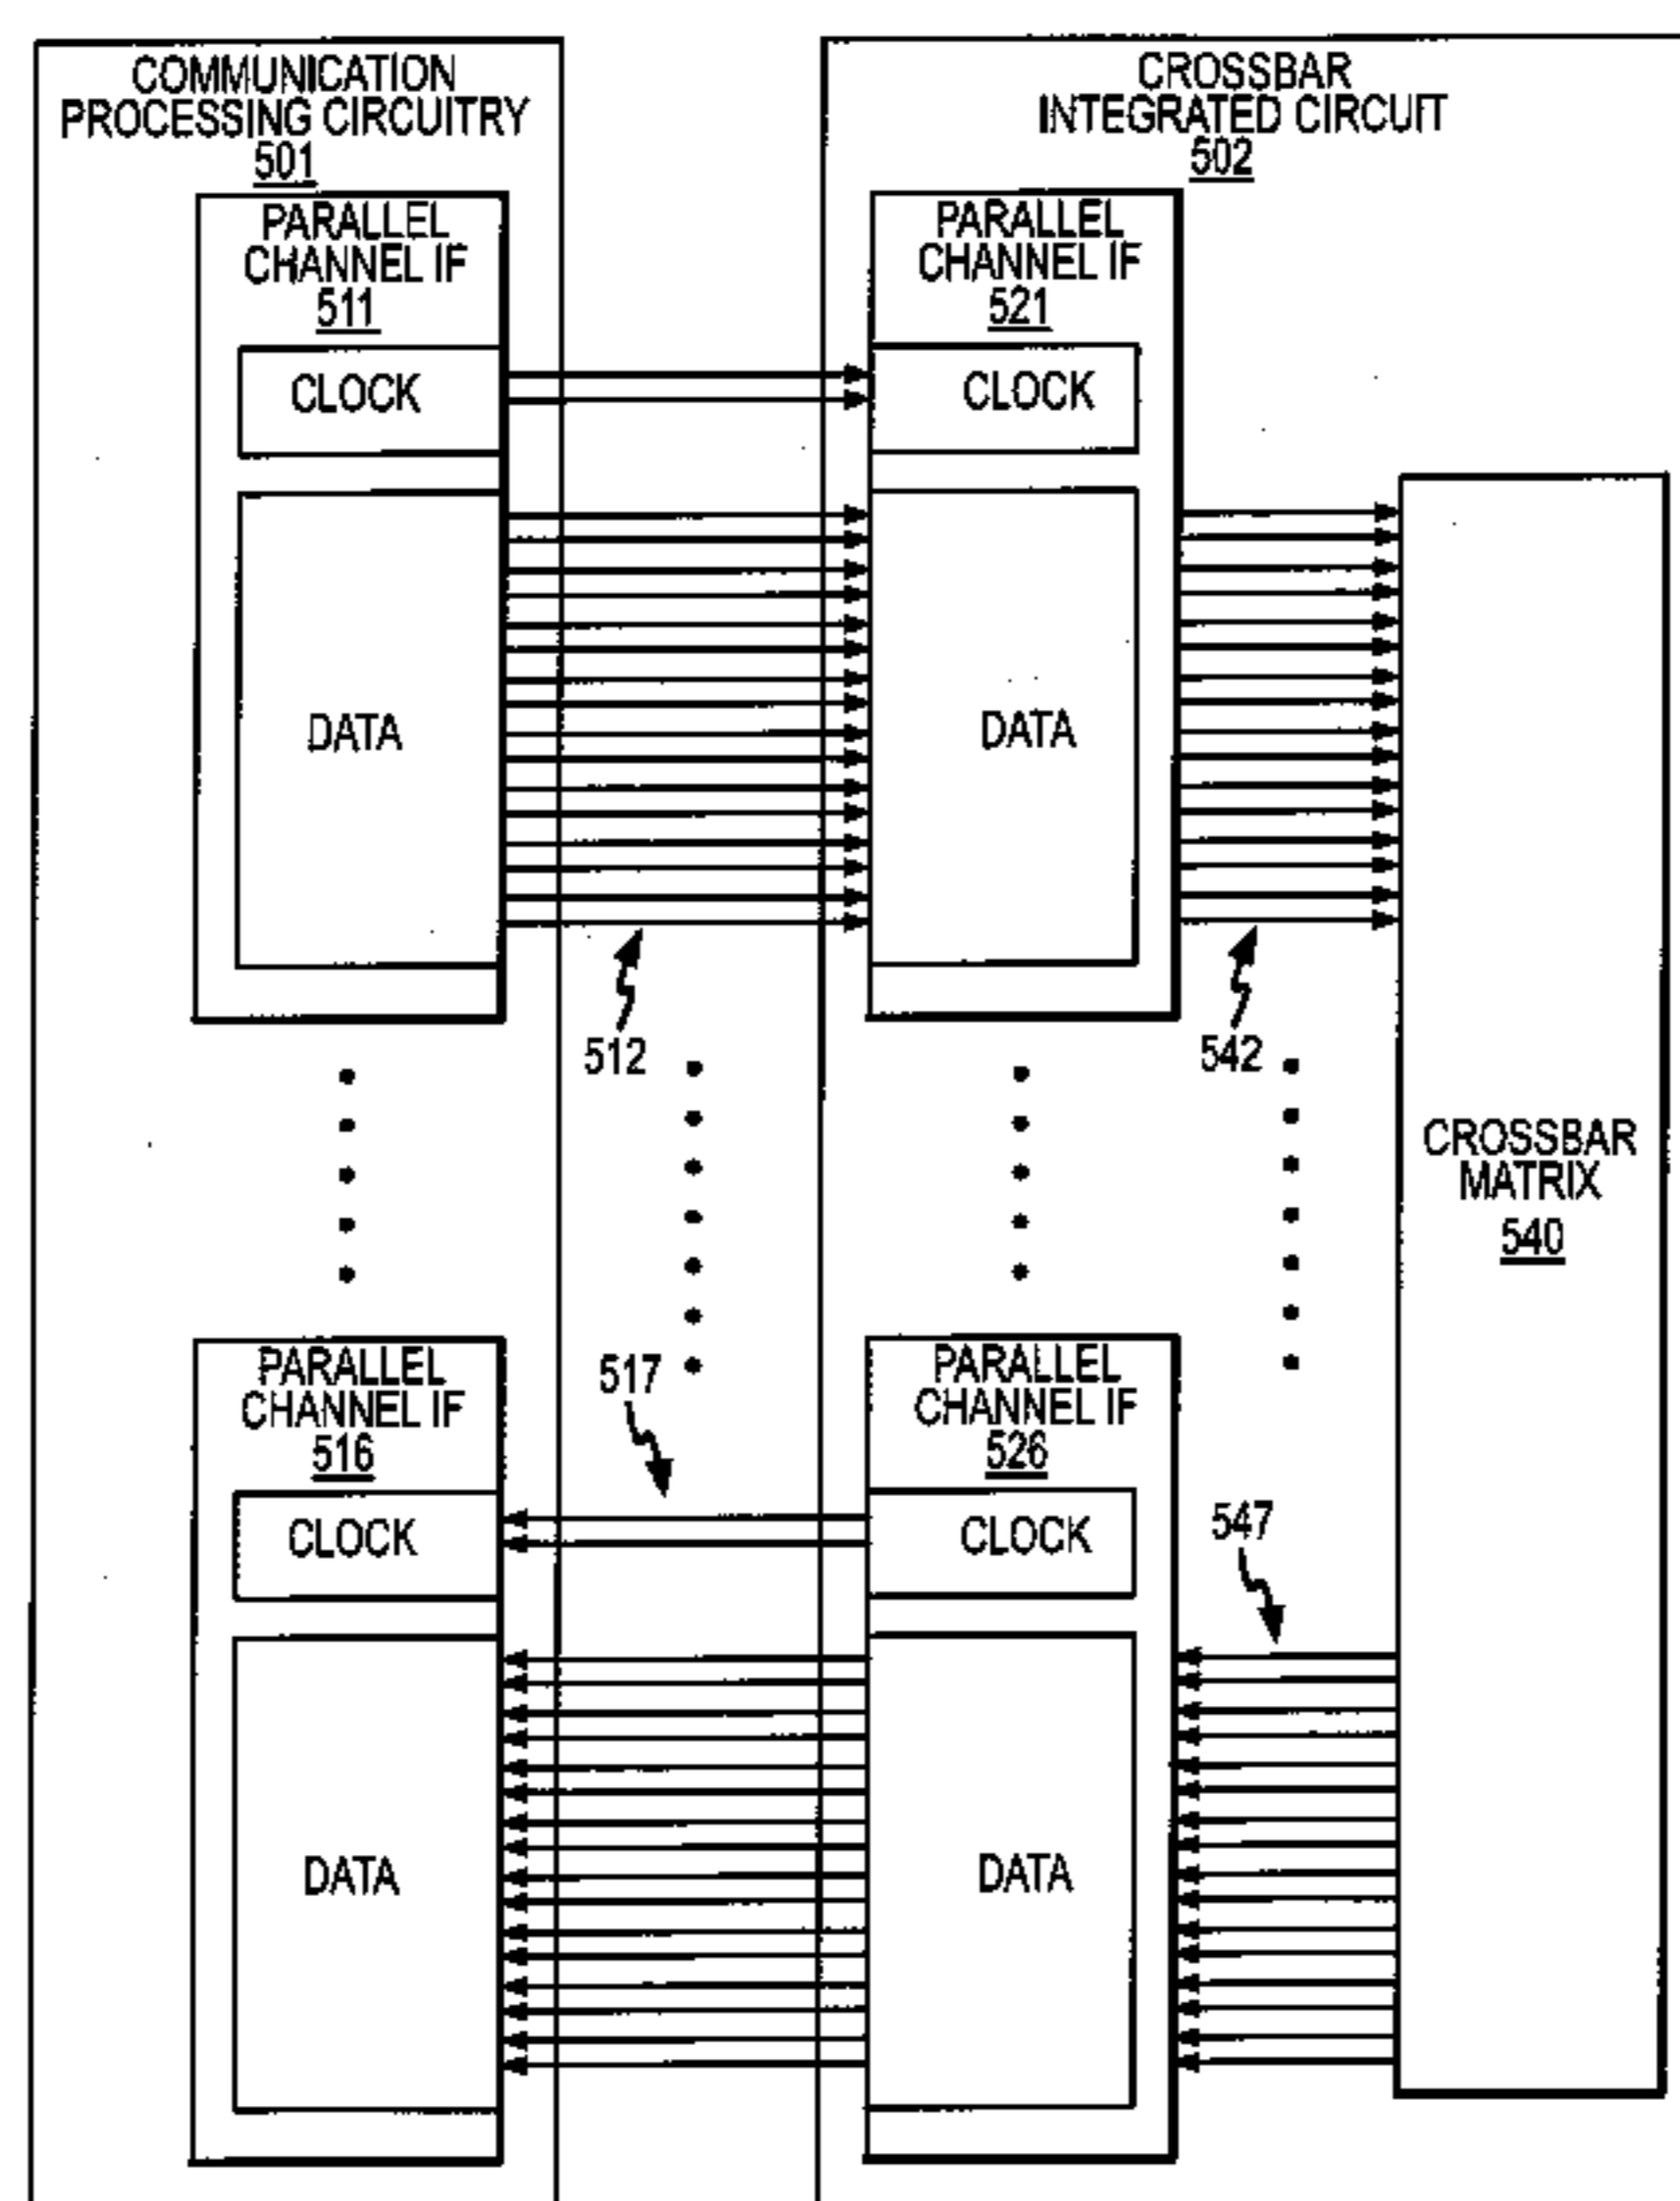 COMMUNICATION
PROCESSING CIRCUITRY
501
CROSSBAR
INTEGRATED CIRCUIT
502
PARALLEL
CHANNEL IF
511
CLOCK
DATA
PARALLEL
CHANNEL IF
521
CLOCK
DATA
512
542
CROSSBAR
MATRIX
540
PARALLEL
CHANNEL IF
516
CLOCK
DATA
517
PARALLEL
CHANNEL IF
526
CLOCK
DATA
547